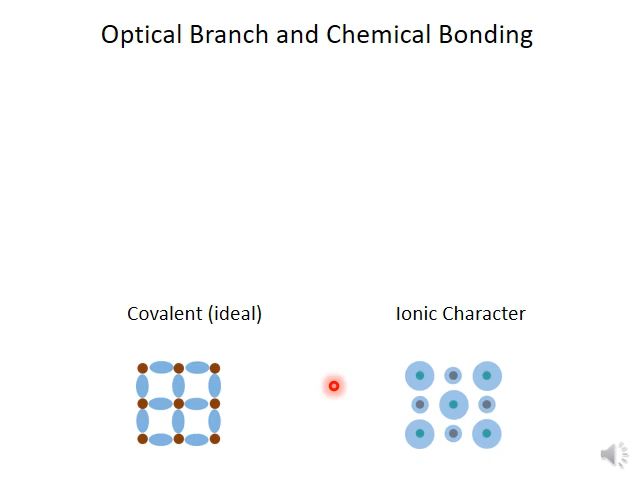 Optical Branch and Chemical Bonding
Covalent (ideal)
Ionic Character